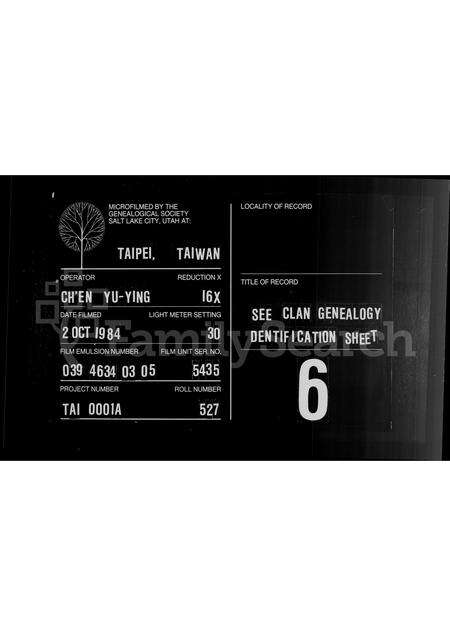 MICROFILMED BY THE
GENEALOGICAL SOCIETY
SALT LAKE CITY, UTAH AT:
TAIPEI, TAIWAN
OPERATOR REDUCTION X
CH'EN YU-YING 16X
DATE FILMED LIGHT METER SETTING
2 OCT 1984 30
FILM EMULSION NUMBER FILM UNIT SER. NO.
039 4634 03 05 5435
PROJECT NUMBER ROLL NUMBER
TAI 0001A 527
LOCALITY OF RECORD
TITLE OF RECORD
SEE CLAN GENEALOGY
DENTIFICATION SHEET
6
FamilySearch